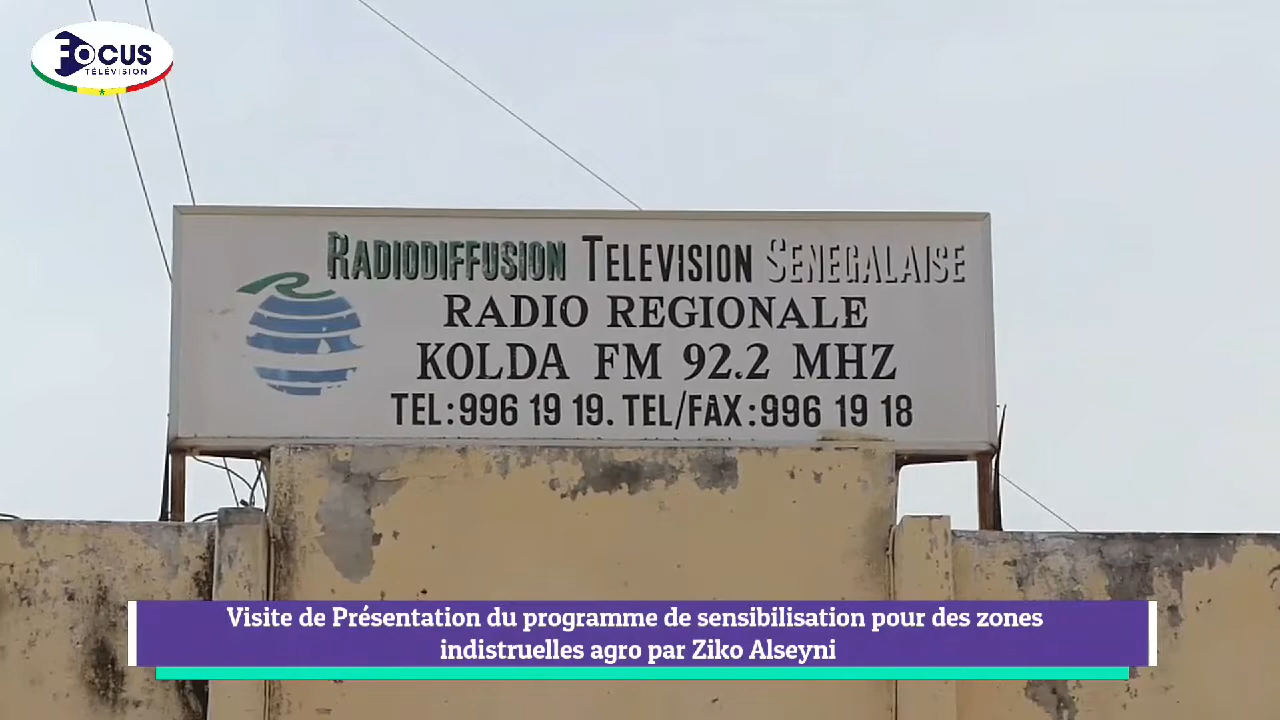 FOCUS
TÉLÉVISION
RADIODIFFUSION TELEVISION SENEGALAISE
RADIO REGIONALE
KOLDA FM 92.2 MHZ
TEL:996 19 19. TEL/FAX:996 19 18
Visite de Présentation du programme de sensibilisation pour des zones
indistruelles agro par Ziko Alseyni